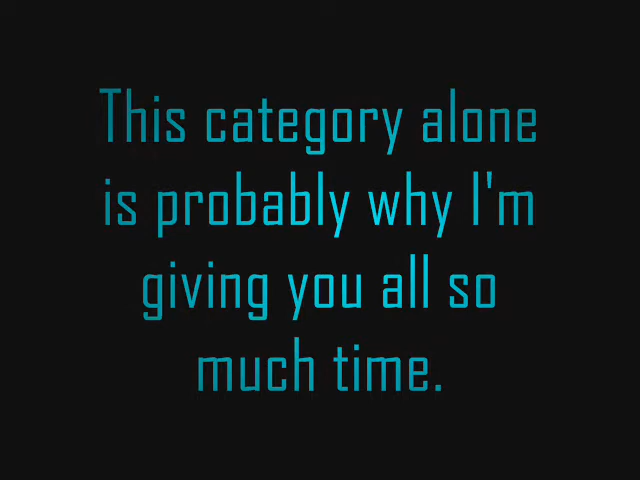 This category alone
is probably why I'm
giving you all so
much time.